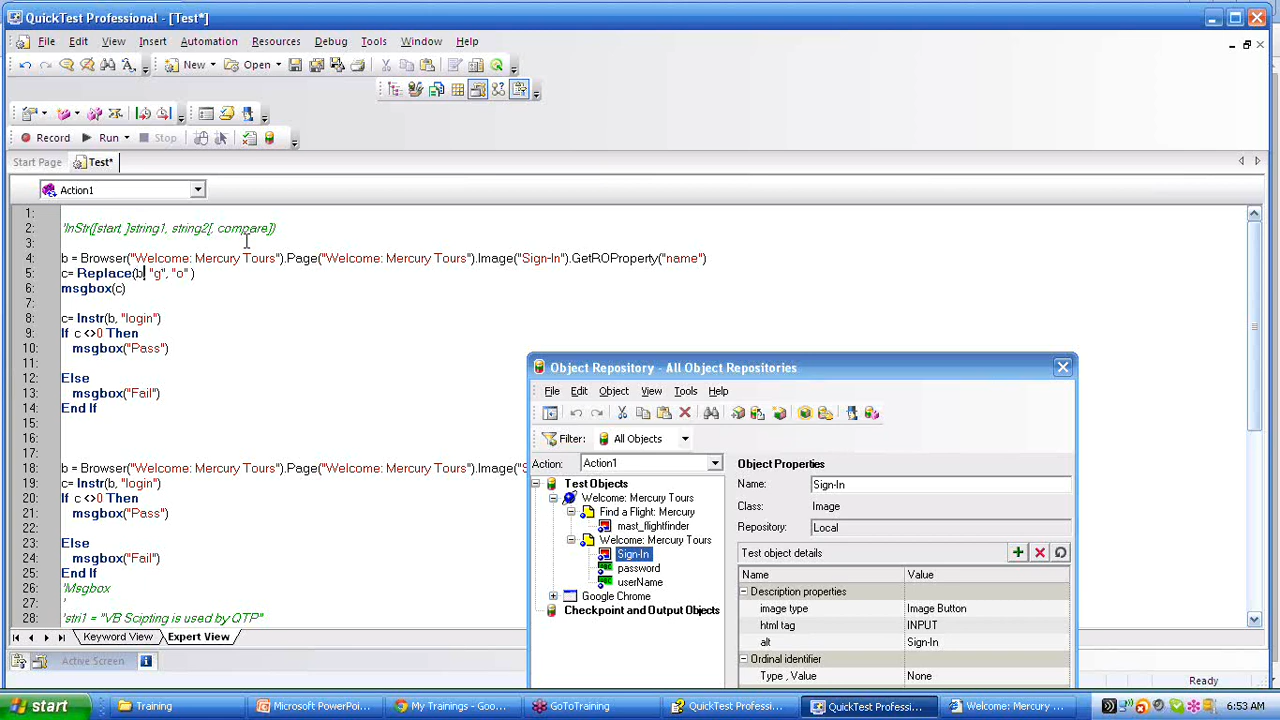 QuickTest Professional - [Test*]
File Edit View Insert Automation Resources Debug Tools Window Help
New Open
Record Run Stop
Start Page Test*
Action1
1:
2: 'InStr([start, ]string1, string2[, compare])
3:
4: b = Browser("Welcome: Mercury Tours").Page("Welcome: Mercury Tours").Image("Sign-In").GetROProperty("name")
5: c= Replace(b, "g", "o" )
6: msgbox(c)
7:
8: c= Instr(b, "login")
9: If c <>0 Then
10: msgbox("Pass")
11:
12: Else
13: msgbox("Fail")
14: End If
15:
16:
17:
18: b = Browser("Welcome: Mercury Tours").Page("Welcome: Mercury Tours").Image("S
19: c= Instr(b, "login")
20: If c <>0 Then
21: msgbox("Pass")
22:
23: Else
24: msgbox("Fail")
25: End If
26: 'Msgbox
27: '
28: 'stri1 = "VB Scipting is used by QTP"
Keyword View Expert View
Active Screen
Ready
Object Repository - All Object Repositories
File Edit Object View Tools Help
Filter: All Objects
Action: Action1
Test Objects
Welcome: Mercury Tours
Find a Flight: Mercury
mast_flightfinder
Welcome: Mercury Tours
Sign-In
password
userName
Google Chrome
Checkpoint and Output Objects
Object Properties
Name: Sign-In
Class: Image
Repository: Local
Test object details
Name Value
Description properties
image type Image Button
html tag INPUT
alt Sign-In
Ordinal identifier
Type , Value None
start Training Microsoft PowerPoi... My Trainings - Goo... GoToTraining QuickTest Professi... QuickTest Professi... Welcome: Mercury ... 6:53 AM